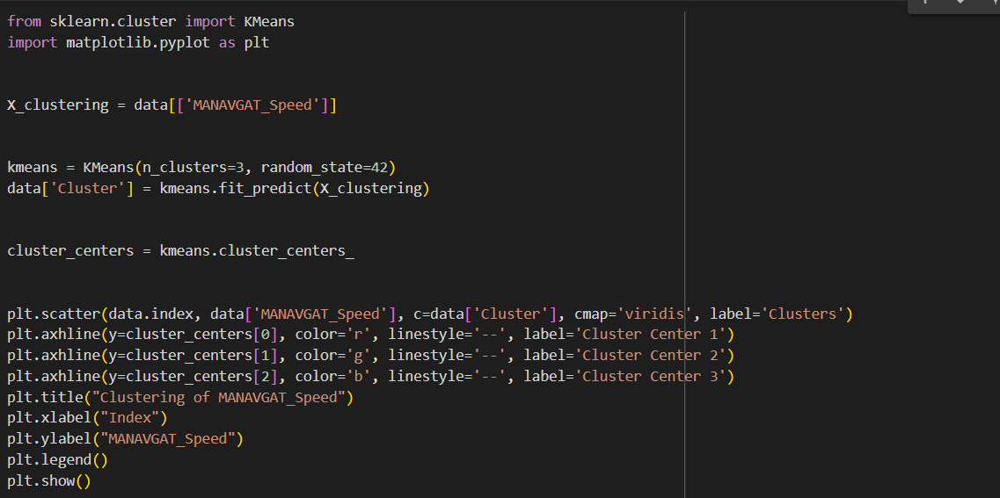 from sklearn.cluster import KMeans
import matplotlib.pyplot as plt
X_clustering = data[['MANAVGAT_Speed']]
kmeans = KMeans(n_clusters=3, random_state=42)
data['Cluster'] = kmeans.fit_predict(X_clustering)
cluster_centers = kmeans.cluster_centers_
plt.scatter(data.index, data['MANAVGAT_Speed'], c=data['Cluster'], cmap='viridis', label='Clusters')
plt.axhline(y=cluster_centers[0], color='r', linestyle='--', label='Cluster Center 1')
plt.axhline(y=cluster_centers[1], color='g', linestyle='--', label='Cluster Center 2')
plt.axhline(y=cluster_centers[2], color='b', linestyle='--', label='Cluster Center 3')
plt.title("Clustering of MANAVGAT_Speed")
plt.xlabel("Index")
plt.ylabel("MANAVGAT_Speed")
plt.legend()
plt.show()